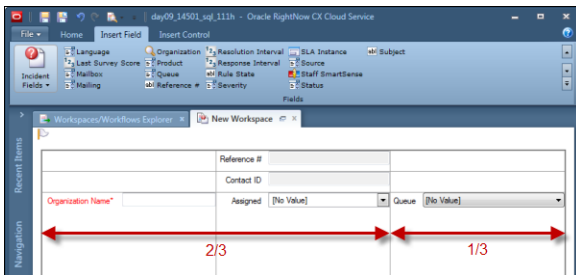 day09_14501_sql_111h - Oracle RightNow CX Cloud Service
File Home Insert Field Insert Control
Incident Fields
Language Organization Resolution Interval SLA Instance Subject
Last Survey Score Product Response Interval Source
Mailbox Queue Rule State Staff SmartSense
Mailing Reference # Severity Status
Fields
Workspaces/Workflows Explorer × New Workspace ×
Recent Items
Navigation
Reference #
Contact ID
Organization Name* Assigned [No Value] Queue [No Value]
2/3 1/3